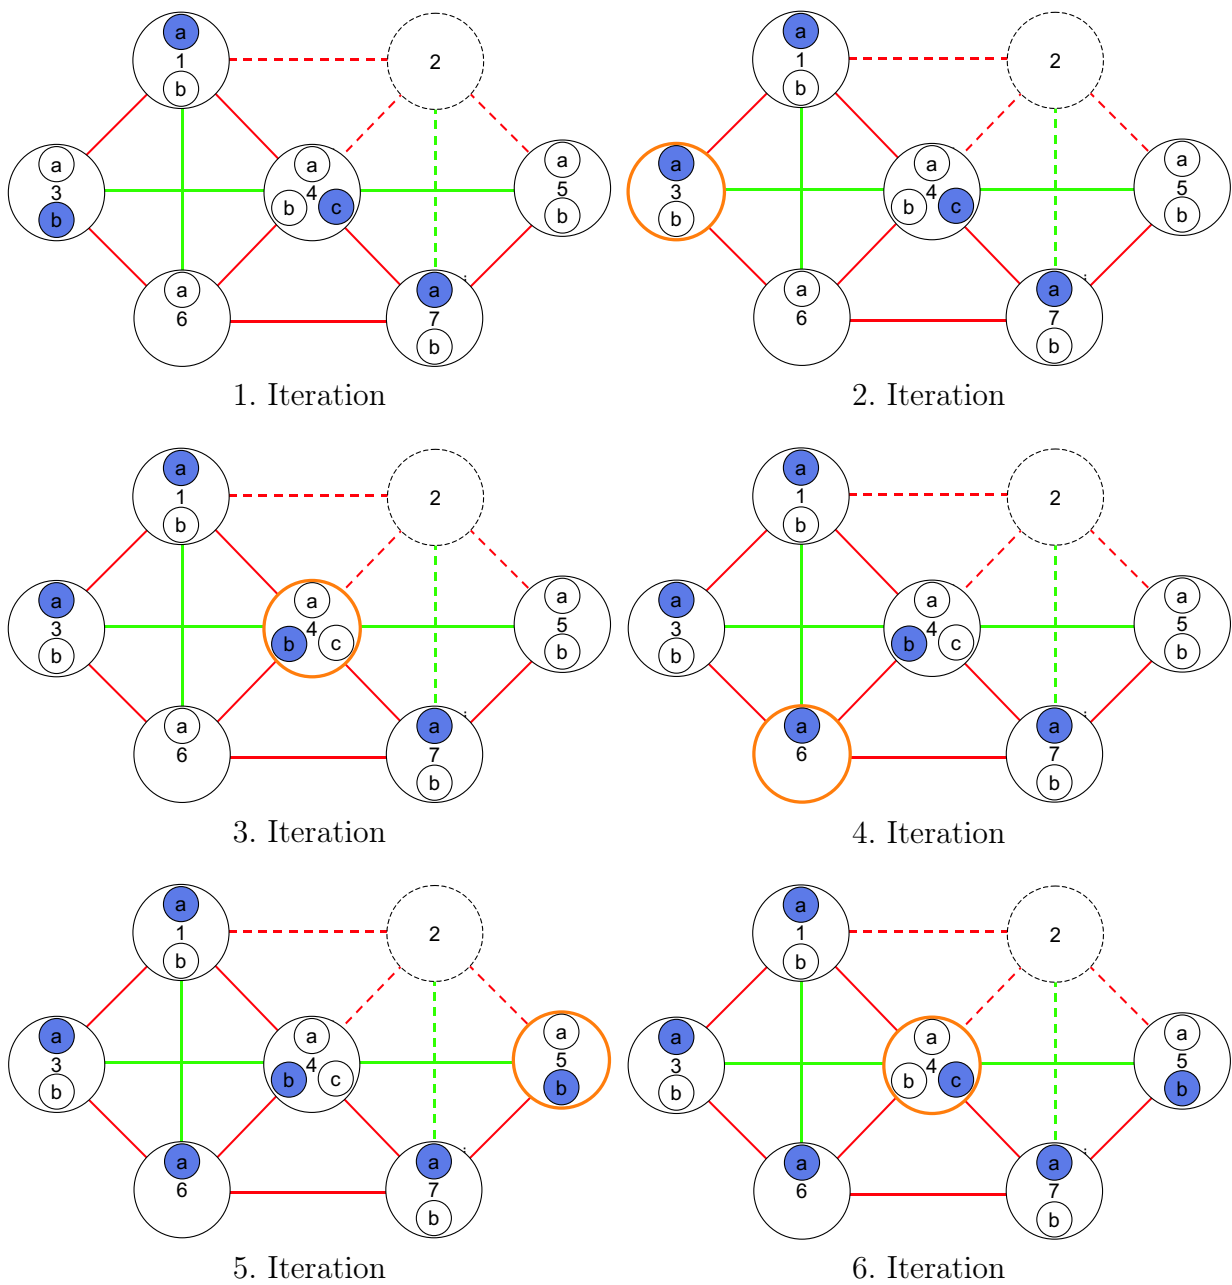 a a
1 2 1 2
b b
a a a a a a
3 4 5 3 4 5
b b c b b b c b
a a a a
6 7 6 7
b b
1. Iteration 2. Iteration
a a
1 2 1 2
b b
a a a a a a
3 4 5 3 4 5
b b c b b b c b
a a a a
6 7 6 7
b b
3. Iteration 4. Iteration
a a
1 2 1 2
b b
a a a a a a
3 4 5 3 4 5
b b c b b b c b
a a a a
6 7 6 7
b b
5. Iteration 6. Iteration